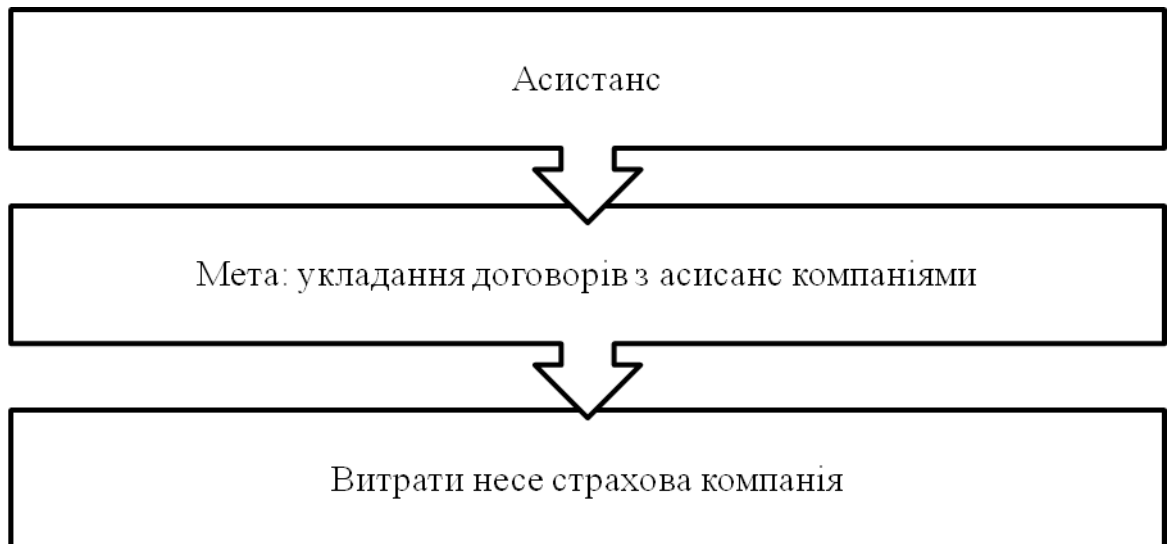 Асистанс
Мета: укладання договорів з асисанс компаніями
Витрати несе страхова компанія